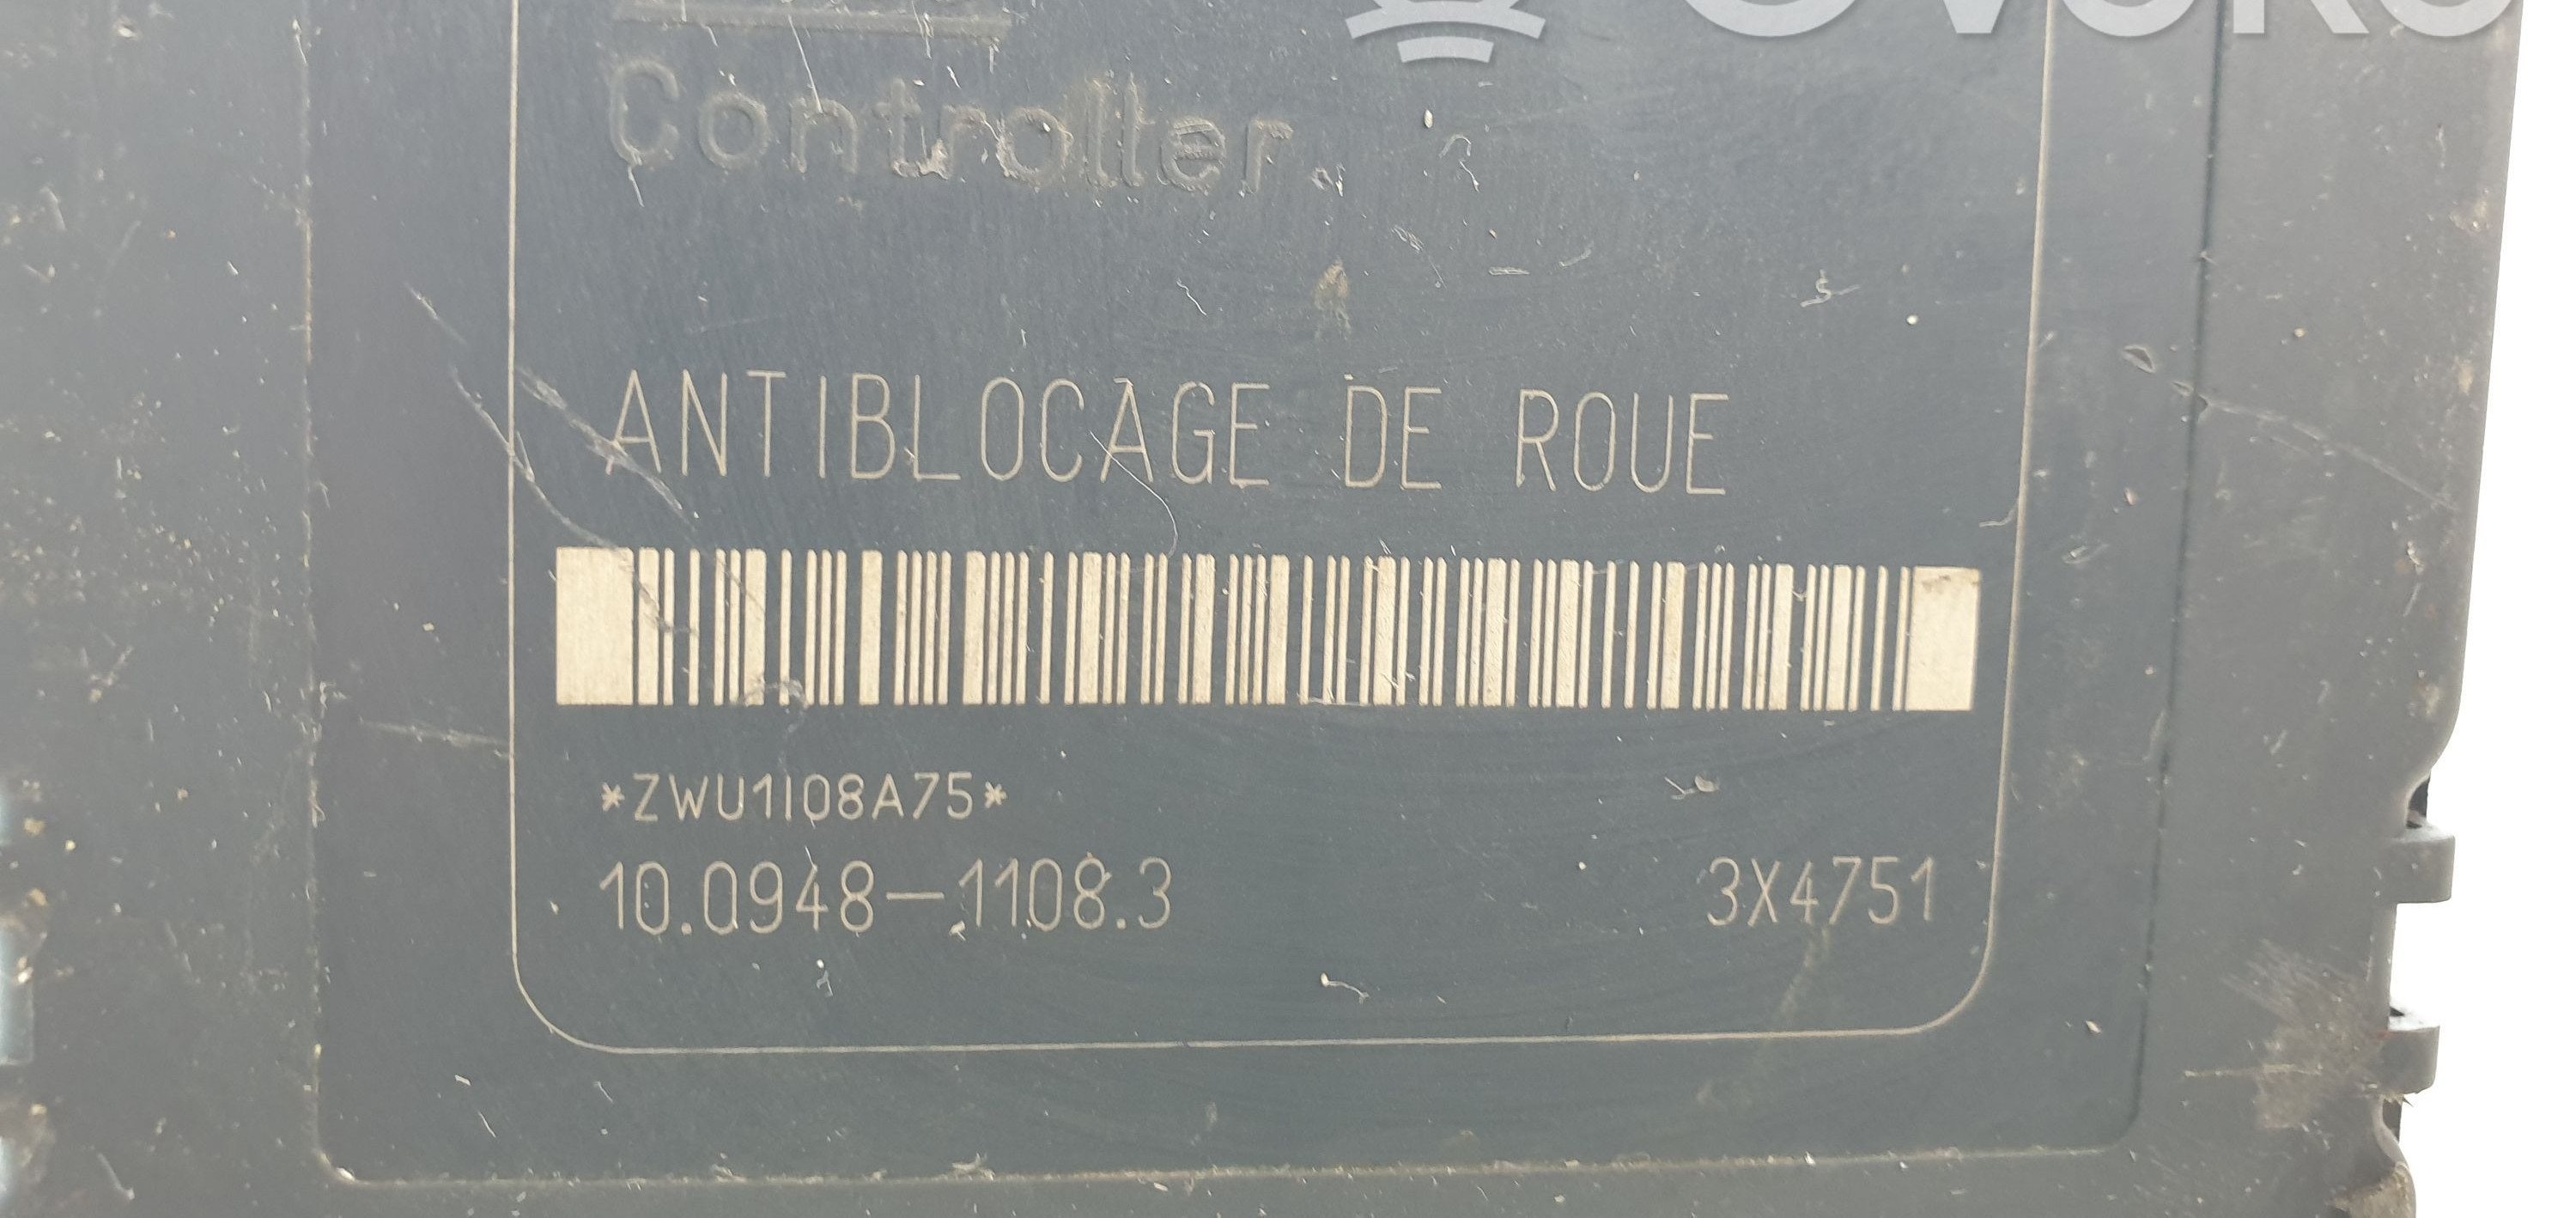 Controller.
ANTIBLOCAGE DE ROUE
*ZWU1I08A75*
10.0948-1108.3 3X4751